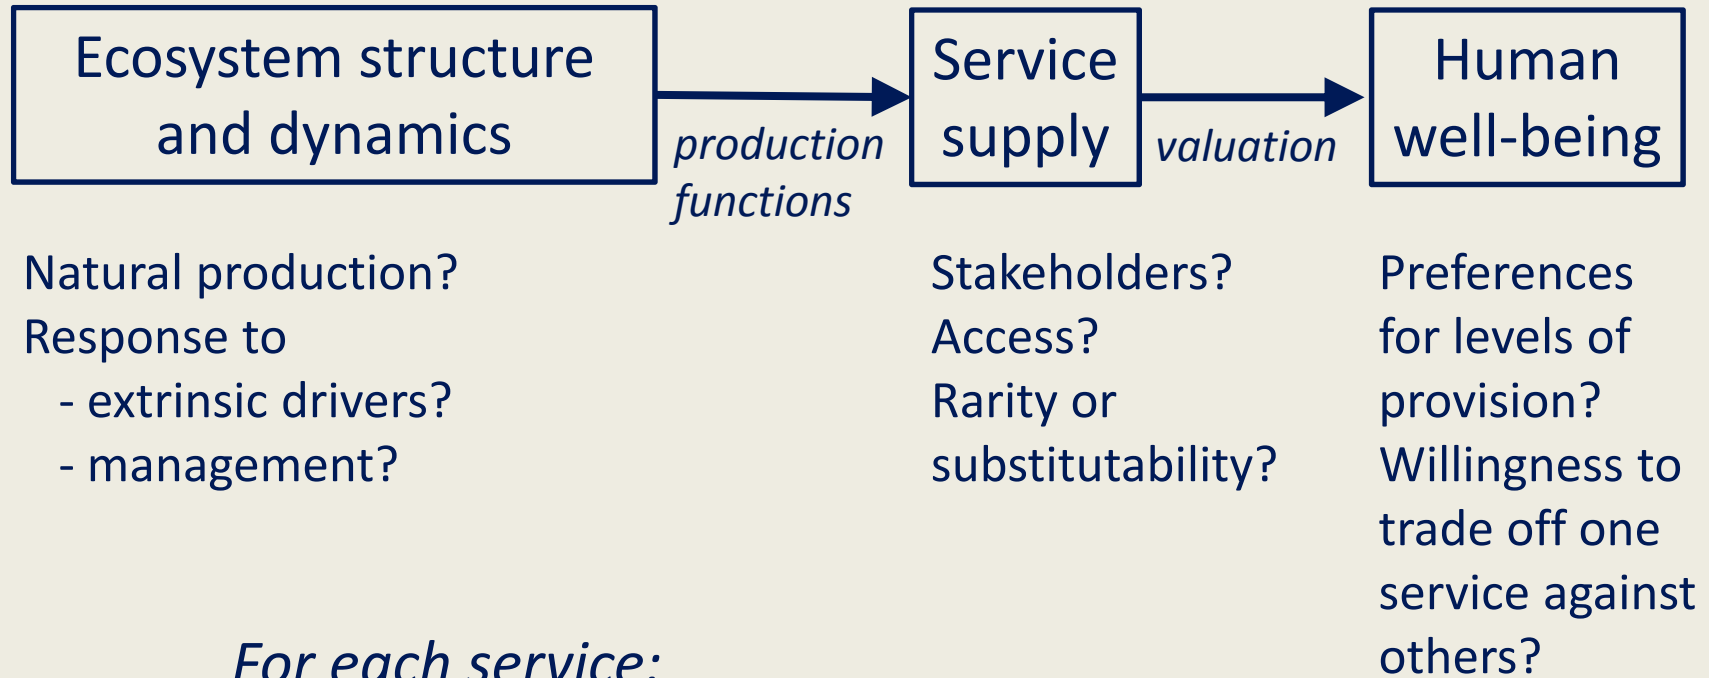 Ecosystem structure
and dynamics
production
functions
Service
supply
valuation
Human
well-being
Natural production?
Response to
- extrinsic drivers?
- management?
Stakeholders?
Access?
Rarity or
substitutability?
Preferences
for levels of
provision?
Willingness to
trade off one
service against
others?
For each service: